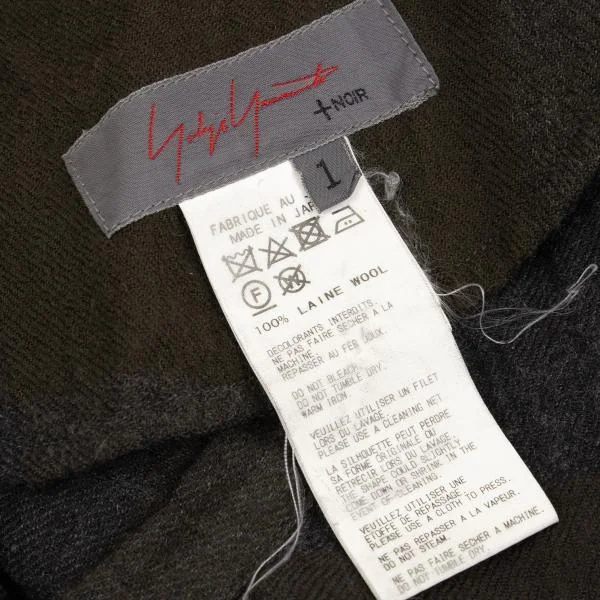 Yohji Yamamoto
+NOIR
1
FABRIQUE AU
MADE IN JAP
F
W
100% LAINE WOOL
DECOLORANTS INTERDITS.
NE PAS FAIRE SECHER A LA
MACHINE.
REPASSER AU FER DOUX.
DO NOT BLEACH.
DO NOT TUMBLE DRY.
WARM IRON.
VEUILLEZ UTILISER UN FILET
LORS DU LAVAGE.
PLEASE USE A CLEANING NET
LA SILHOUETTE PEUT PERDRE
SA FORME ORIGINALE OU
RETRECIR LORS DU LAVAGE.
THE SHAPE COULD SLIGHTLY
COME DOWN OR SHRINK IN THE
EVENT OF CLEANING.
VEUILLEZ UTILISER UNE
ETOFFE DE REPASSAGE.
PLEASE USE A CLOTH TO PRESS.
NE PAS REPASSER A LA VAPEUR.
DO NOT STEAM.
NE PAS FAIRE SECHER A MACHINE.
DO NOT TUMBLE DRY.